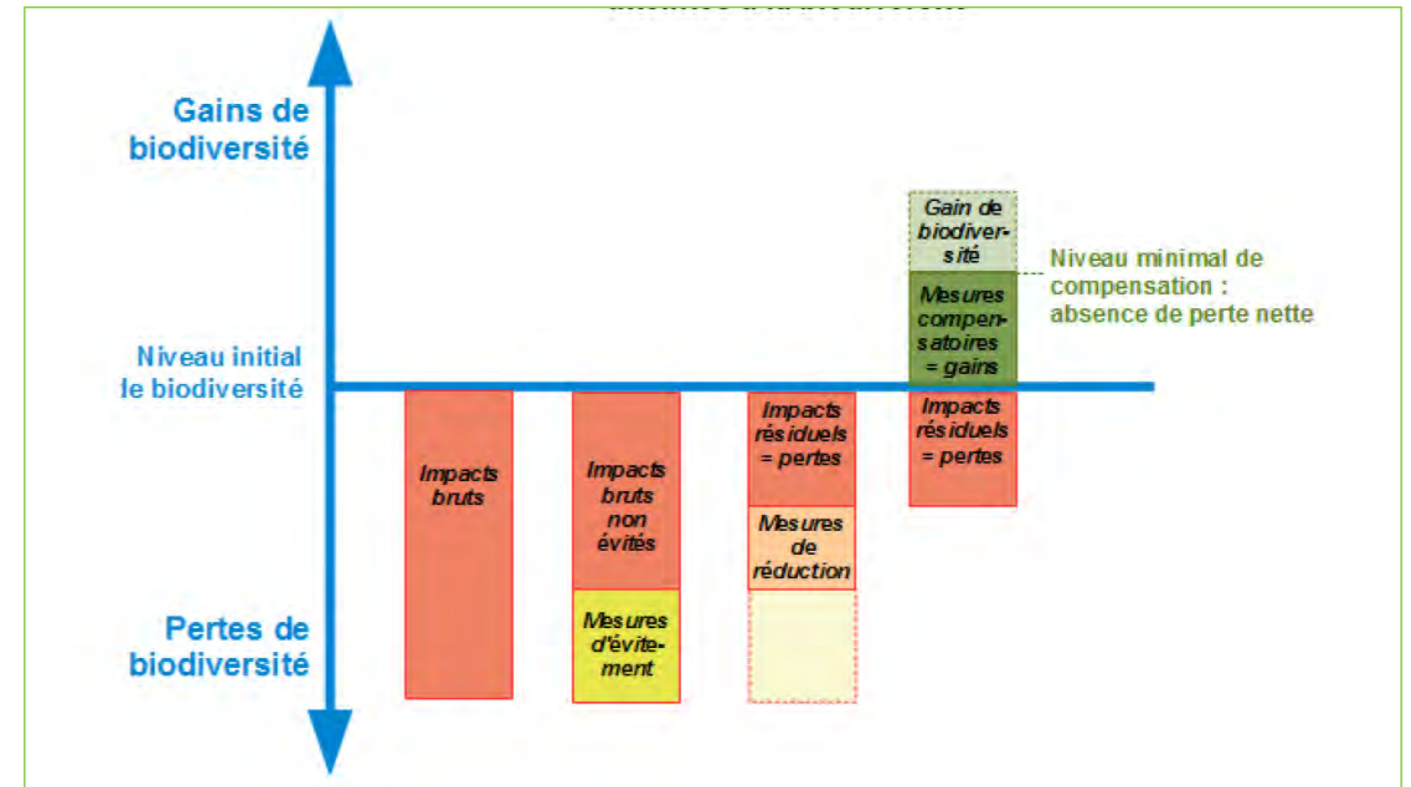 Gains de
biodiversité
Niveau initial
de biodiversité
Pertes de
biodiversité
Impacts
bruts
Impacts
bruts
non
évités
Mesures
d'évite-
ment
Impacts
résiduels
= pertes
Mesures
de
réduction
Gain de
biodiver-
sité
Mesures
compen-
satoires
= gains
Impacts
résiduels
= pertes
Niveau minimal de
compensation :
absence de perte nette